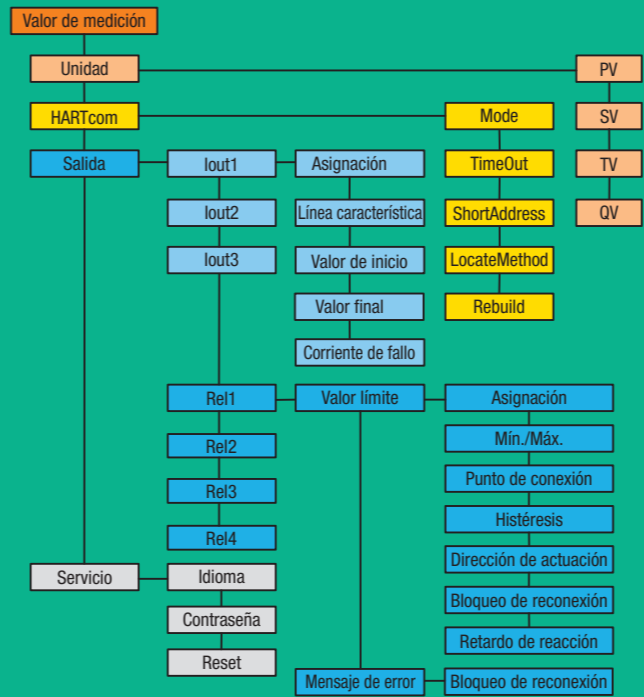 Valor de medición
Unidad
PV
HARTcom
Mode
SV
Salida
Iout1
Asignación
TimeOut
TV
Iout2
Línea característica
ShortAddress
QV
Iout3
Valor de inicio
LocateMethod
Valor final
Rebuild
Corriente de fallo
Rel1
Valor límite
Asignación
Rel2
Mín./Máx.
Rel3
Punto de conexión
Rel4
Histéresis
Servicio
Idioma
Dirección de actuación
Contraseña
Bloqueo de reconexión
Reset
Retardo de reacción
Mensaje de error
Bloqueo de reconexión